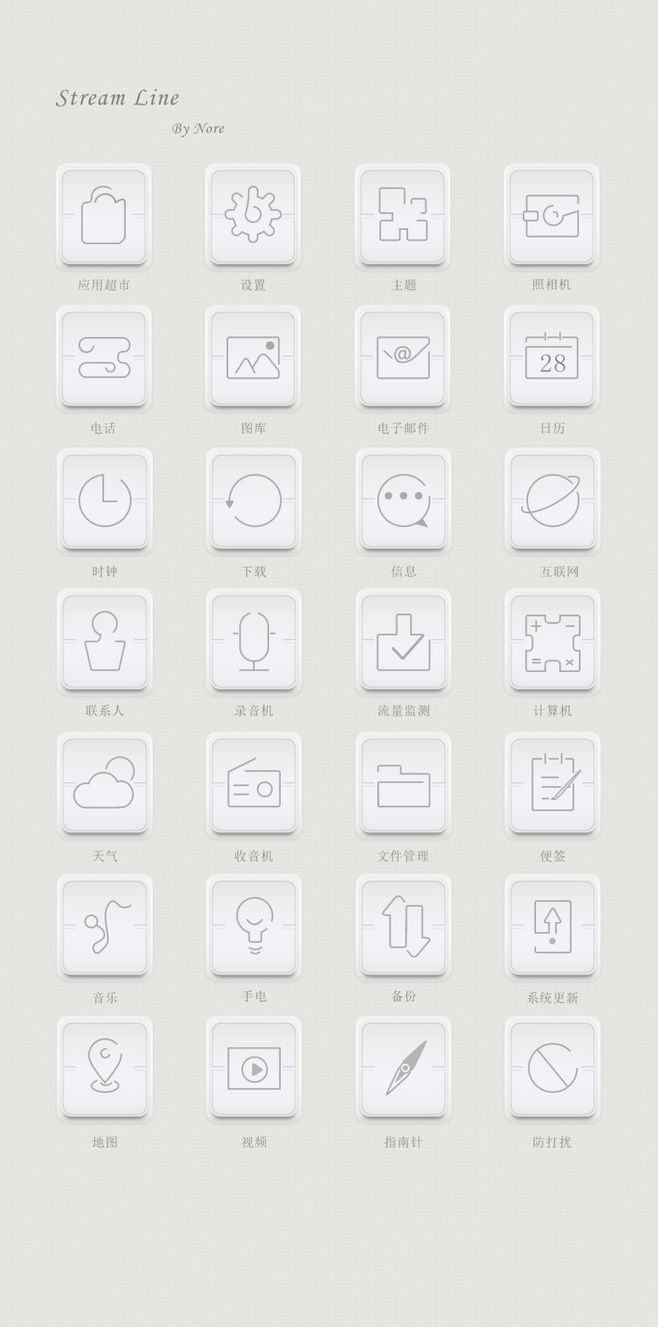 Stream Line
By Nore
应用超市 设置 主题 照相机
@ 28
电话 图库 电子邮件 日历
时钟 下载 信息 互联网
+ −
= ×
联系人 录音机 流量监测 计算机
天气 收音机 文件管理 便签
音乐 手电 备份 系统更新
地图 视频 指南针 防打扰